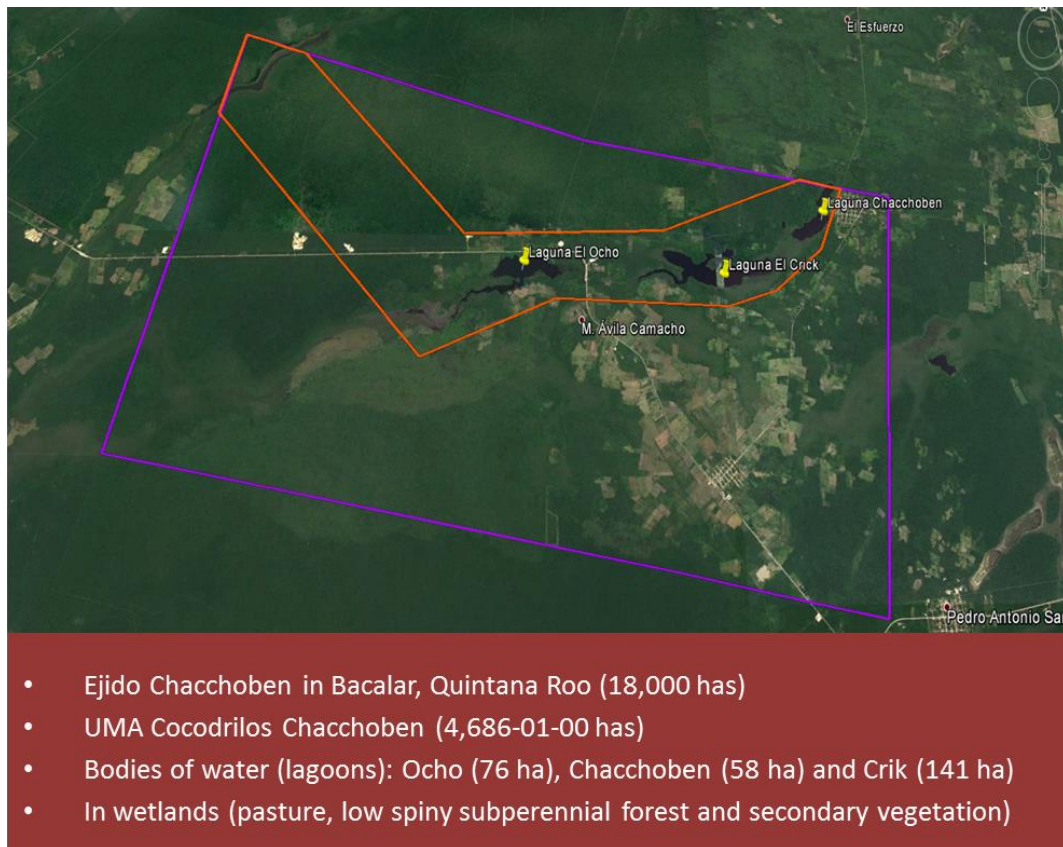 El Esfuerzo
Laguna Chacchoben
Laguna El Ocho
Laguna El Crick
M. Ávila Camacho
Pedro Antonio Sa
• Ejido Chacchoben in Bacalar, Quintana Roo (18,000 has)
• UMA Cocodrilos Chacchoben (4,686-01-00 has)
• Bodies of water (lagoons): Ocho (76 ha), Chacchoben (58 ha) and Crik (141 ha)
• In wetlands (pasture, low spiny subperennial forest and secondary vegetation)